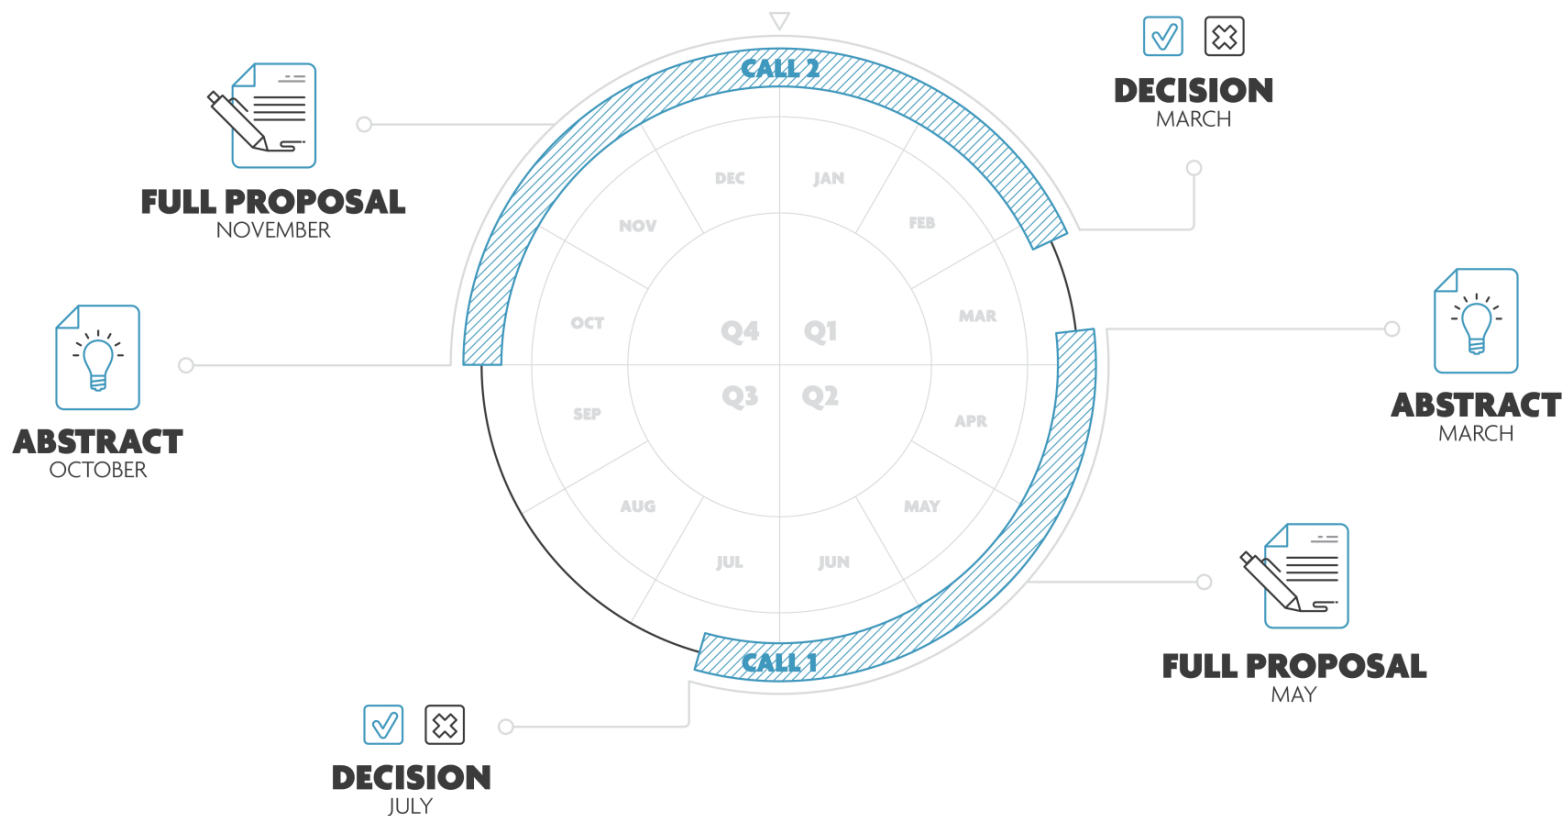 CALL 2
DECISION
MARCH
FULL PROPOSAL
NOVEMBER
DEC
JAN
NOV
FEB
OCT
MAR
Q4
Q1
ABSTRACT
OCTOBER
ABSTRACT
MARCH
Q3
Q2
SEP
APR
AUG
MAY
JUL
JUN
CALL 1
FULL PROPOSAL
MAY
DECISION
JULY